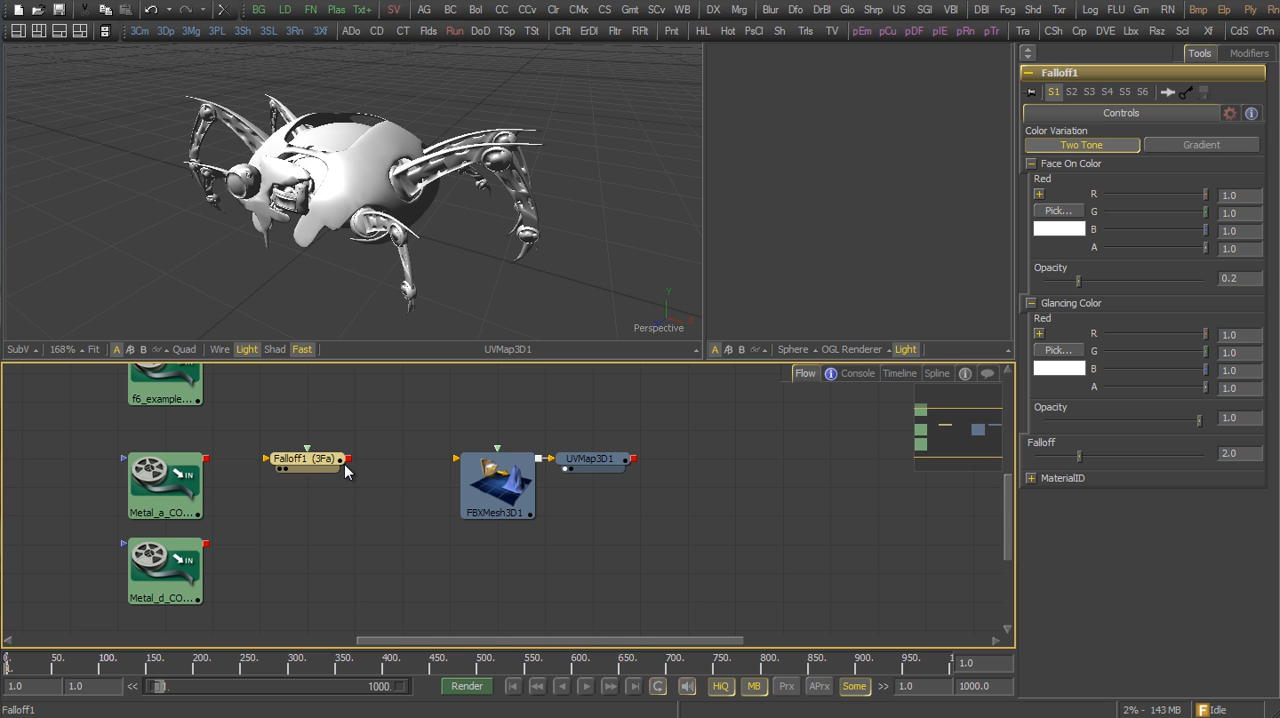 BG LD FN Plas Txt+ SV AG BC Bol CC CCv Clr CMx CS Gmt SCv WB DX Mrg Blur Dfo DrB Glo Shrp US SGl VBl DBl Fog Shd Txr Log FLU Gm RN Bmp Elp Ply Rn
3Cm 3Dp 3Mg 3PL 3Sh 3SL 3Rn 3Xf ADo CD CT Flds Run DoD TSp TSt CFlt ErDl Fltr RFlt Pnt HiL Hot PsCl Sh Trls TV pEm pCu pDF pIE pRn pTr Tra CSh Crp DVE Lbx Rsz Scl Xf CdS CPn
Tools Modifiers
Falloff1
S1 S2 S3 S4 S5 S6
Controls
Color Variation
Two Tone Gradient
Face On Color
Red
R 1.0
Pick... G 1.0
B 1.0
A 1.0
Opacity
0.2
Glancing Color
Red
R 1.0
Pick... G 1.0
B 1.0
A 1.0
Opacity
1.0
Falloff
2.0
MaterialID
Y
X
Perspective
SubV 168% Fit A B Quad Wire Light Shad Fast UVMap3D1
A B Sphere OGL Renderer Light
Flow Console Timeline Spline
f6_example...
Falloff1 (3Fa) UVMap3D1
IN
Metal_a_CO... FBXMesh3D1
IN
Metal_d_CO...
0. 50. 100. 150. 200. 250. 300. 350. 400. 450. 500. 550. 600. 650. 700. 750. 800. 850. 900. 950. 1.0
1.0 1.0 << 1000. Render HiQ MB Prx APrx Some >> 1.0 1000.0
Falloff1 2% - 143 MB Idle